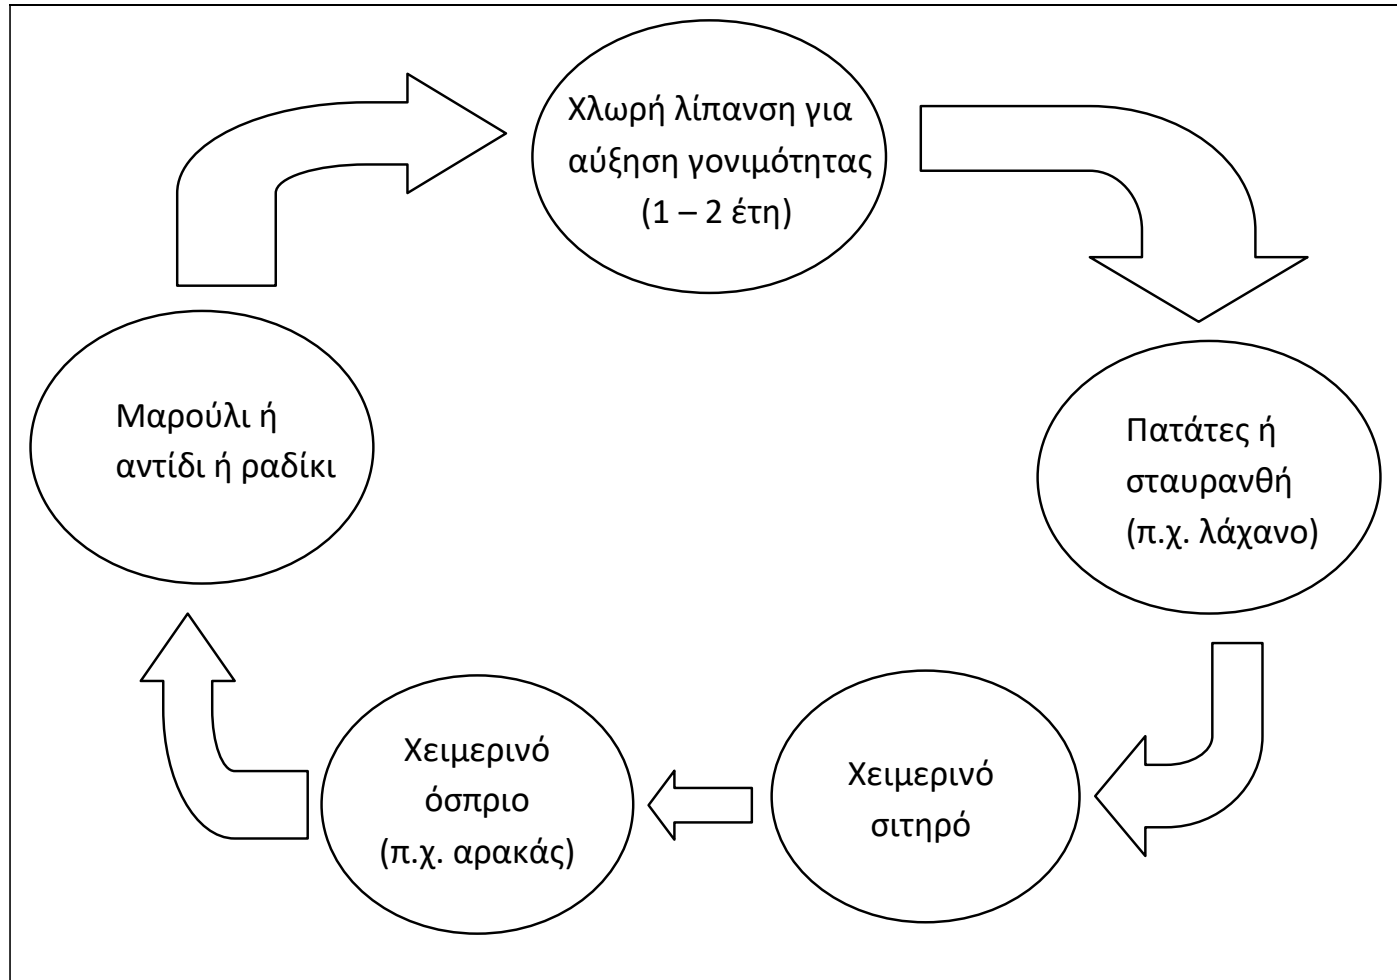 Χλωρή λίπανση για
αύξηση γονιμότητας
(1 – 2 έτη)
Πατάτες ή
σταυρανθή
(π.χ. λάχανο)
Χειμερινό
σιτηρό
Χειμερινό
όσπριο
(π.χ. αρακάς)
Μαρούλι ή
αντίδι ή ραδίκι